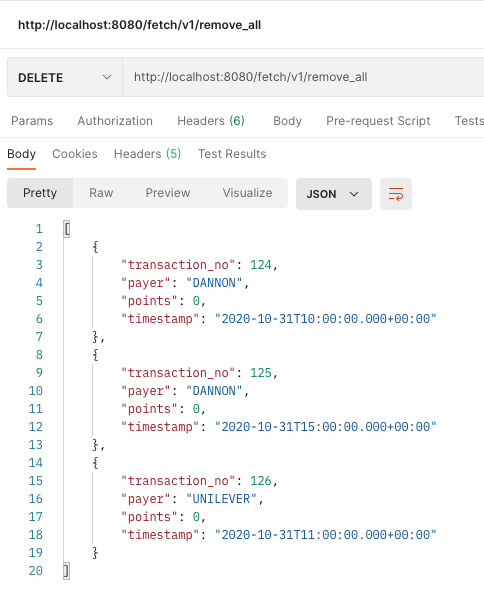 http://localhost:8080/fetch/v1/remove_all
DELETE http://localhost:8080/fetch/v1/remove_all
Params Authorization Headers (6) Body Pre-request Script Tests
Body Cookies Headers (5) Test Results
Pretty Raw Preview Visualize JSON
1 [
2 {
3 "transaction_no": 124,
4 "payer": "DANNON",
5 "points": 0,
6 "timestamp": "2020-10-31T10:00:00.000+00:00"
7 },
8 {
9 "transaction_no": 125,
10 "payer": "DANNON",
11 "points": 0,
12 "timestamp": "2020-10-31T15:00:00.000+00:00"
13 },
14 {
15 "transaction_no": 126,
16 "payer": "UNILEVER",
17 "points": 0,
18 "timestamp": "2020-10-31T11:00:00.000+00:00"
19 }
20 ]